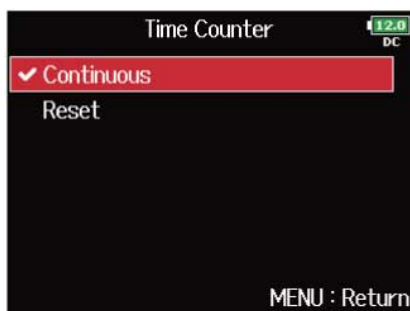 Time Counter
12.0
DC
Continuous
Reset
MENU : Return